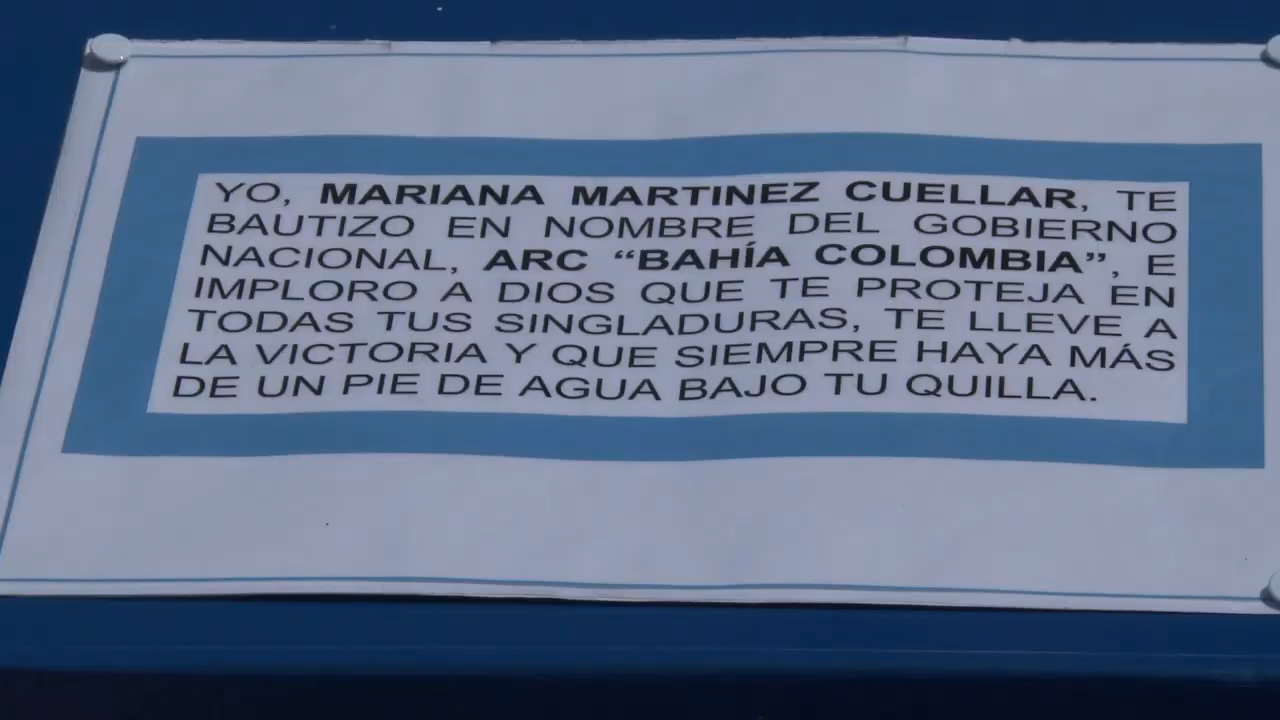 YO, MARIANA MARTINEZ CUELLAR, TE
BAUTIZO EN NOMBRE DEL GOBIERNO
NACIONAL, ARC “BAHÍA COLOMBIA”, E
IMPLORO A DIOS QUE TE PROTEJA EN
TODAS TUS SINGLADURAS, TE LLEVE A
LA VICTORIA Y QUE SIEMPRE HAYA MÁS
DE UN PIE DE AGUA BAJO TU QUILLA.